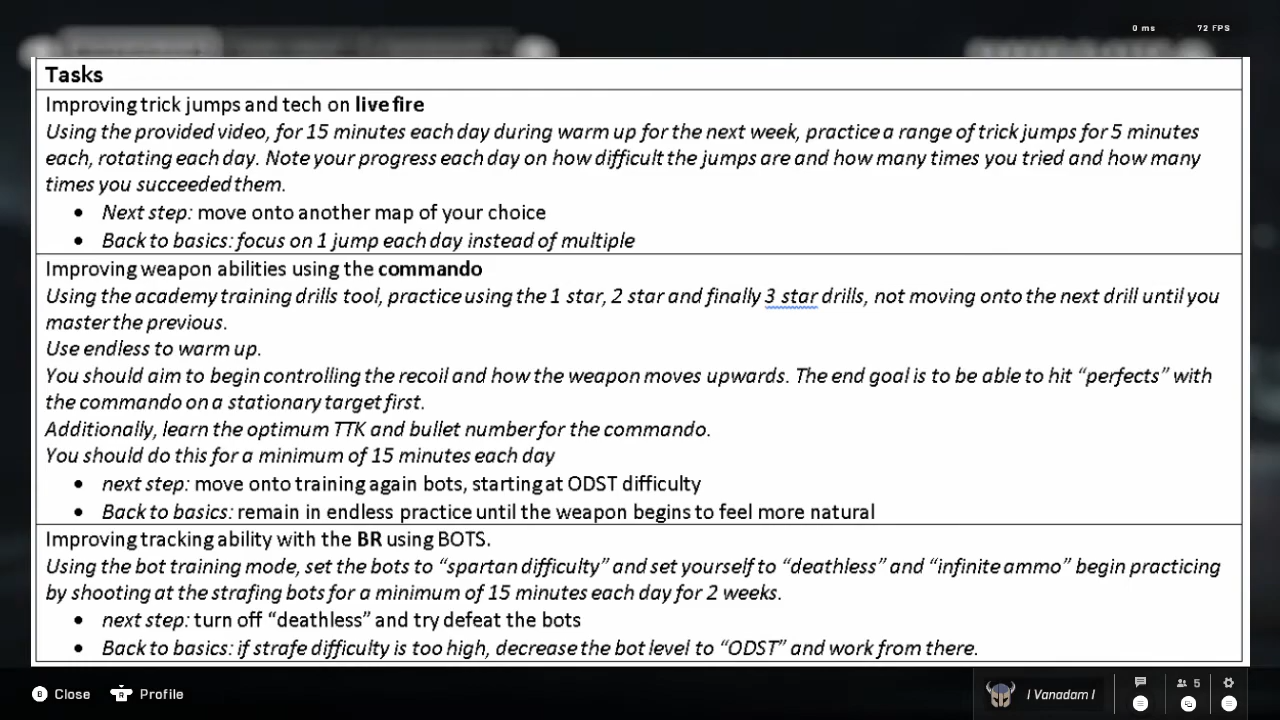 0 ms 72 FPS
Tasks
Improving trick jumps and tech on live fire
Using the provided video, for 15 minutes each day during warm up for the next week, practice a range of trick jumps for 5 minutes
each, rotating each day. Note your progress each day on how difficult the jumps are and how many times you tried and how many
times you succeeded them.
• Next step: move onto another map of your choice
• Back to basics: focus on 1 jump each day instead of multiple
Improving weapon abilities using the commando
Using the academy training drills tool, practice using the 1 star, 2 star and finally 3 star drills, not moving onto the next drill until you
master the previous.
Use endless to warm up.
You should aim to begin controlling the recoil and how the weapon moves upwards. The end goal is to be able to hit “perfects” with
the commando on a stationary target first.
Additionally, learn the optimum TTK and bullet number for the commando.
You should do this for a minimum of 15 minutes each day
• next step: move onto training again bots, starting at ODST difficulty
• Back to basics: remain in endless practice until the weapon begins to feel more natural
Improving tracking ability with the BR using BOTS.
Using the bot training mode, set the bots to “spartan difficulty” and set yourself to “deathless” and “infinite ammo” begin practicing
by shooting at the strafing bots for a minimum of 15 minutes each day for 2 weeks.
• next step: turn off “deathless” and try defeat the bots
• Back to basics: if strafe difficulty is too high, decrease the bot level to “ODST” and work from there.
B Close R Profile I Vanadam I 5